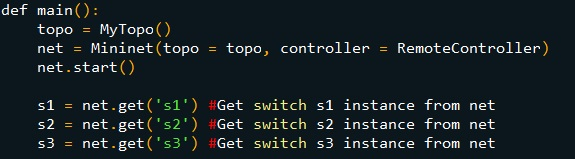 def main():
    topo = MyTopo()
    net = Mininet(topo = topo, controller = RemoteController)
    net.start()
    s1 = net.get('s1') #Get switch s1 instance from net
    s2 = net.get('s2') #Get switch s2 instance from net
    s3 = net.get('s3') #Get switch s3 instance from net